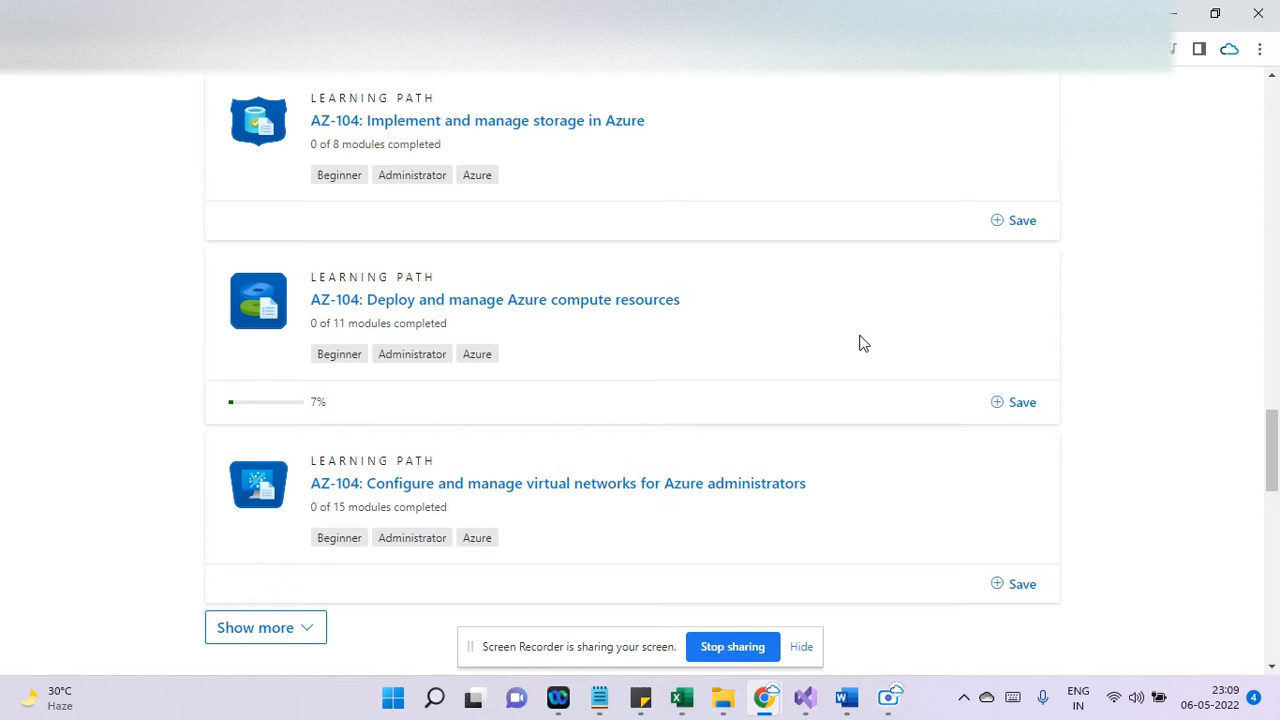 LEARNING PATH
AZ-104: Implement and manage storage in Azure
0 of 8 modules completed
Beginner Administrator Azure
Save
LEARNING PATH
AZ-104: Deploy and manage Azure compute resources
0 of 11 modules completed
Beginner Administrator Azure
7%
Save
LEARNING PATH
AZ-104: Configure and manage virtual networks for Azure administrators
0 of 15 modules completed
Beginner Administrator Azure
Save
Show more
Screen Recorder is sharing your screen. Stop sharing Hide
30°C
Haze
ENG
IN
23:09
06-05-2022
4